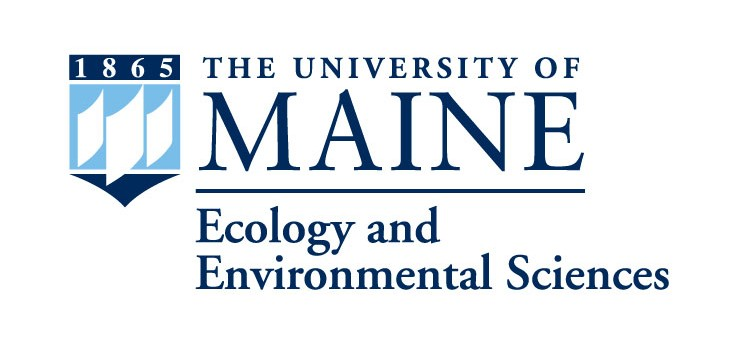 1865
THE UNIVERSITY OF
MAINE
Ecology and
Environmental Sciences